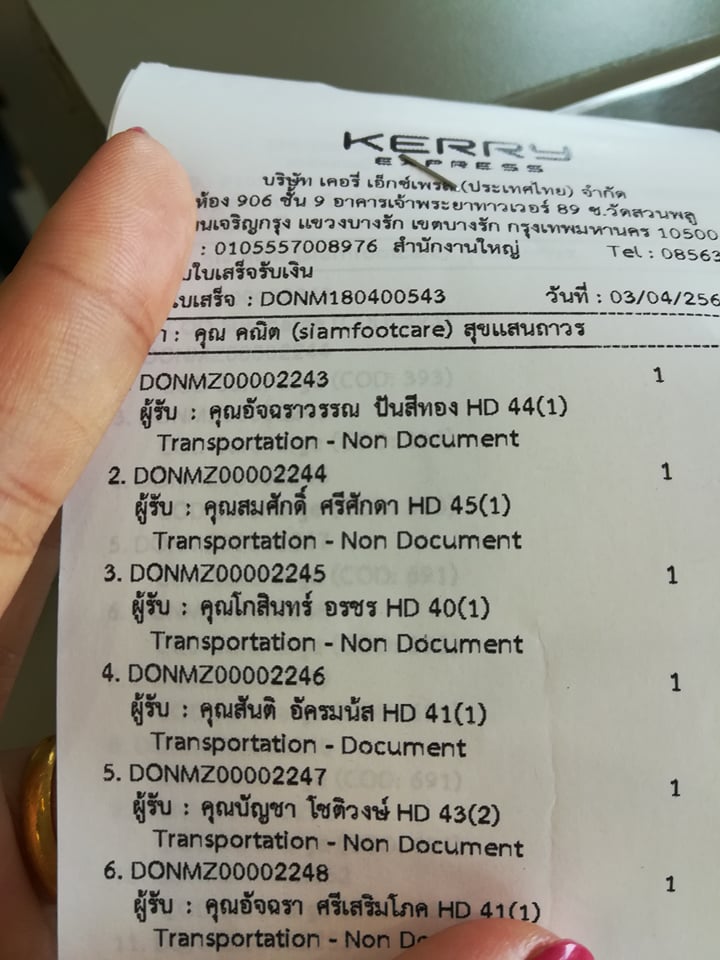 KERRY
EXPRESS
บริษัท เคอรี่ เอ็กซ์เพรส (ประเทศไทย) จำกัด
ห้อง 906 ชั้น 9 อาคารเจ้าพระยาทาวเวอร์ 89 ซ.วัดสวนพลู
เจริญกรุง แขวงบางรัก เขตบางรัก กรุงเทพมหานคร 10500
: 0105557008976 สำนักงานใหญ่ Tel : 08563
ใบเสร็จรับเงิน
ใบเสร็จ : DONM180400543 วันที่ : 03/04/256
: คุณ คณิต (siamfootcare) สุขแสนถาวร
DONMZ00002243 1
ผู้รับ : คุณอัจฉราวรรณ ปันสีทอง HD 44(1)
Transportation - Non Document
2. DONMZ00002244 1
ผู้รับ : คุณสมศักดิ์ ศรีศักดา HD 45(1)
Transportation - Non Document
3. DONMZ00002245 1
ผู้รับ : คุณโกสินทร์ อรชร HD 40(1)
Transportation - Non Document
4. DONMZ00002246 1
ผู้รับ : คุณสันติ อัครมนัส HD 41(1)
Transportation - Document
5. DONMZ00002247 1
ผู้รับ : คุณบัญชา โชติวงษ์ HD 43(2)
Transportation - Non Document
6. DONMZ00002248 1
ผู้รับ : คุณอัจฉรา ศรีเสริมโภค HD 41(1)
Transportation - Non